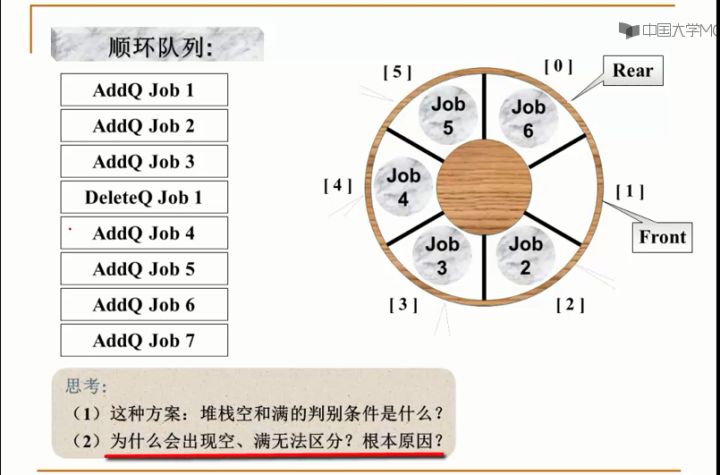 中国大学MO
顺环队列:
AddQ Job 1
AddQ Job 2
AddQ Job 3
DeleteQ Job 1
AddQ Job 4
AddQ Job 5
AddQ Job 6
AddQ Job 7
[ 5 ]
[ 0 ]
Rear
Job
5
Job
6
[ 4 ]
Job
4
[ 1 ]
Front
Job
3
Job
2
[ 3 ]
[ 2 ]
思考:
（1）这种方案：堆栈空和满的判别条件是什么？
（2）为什么会出现空、满无法区分？根本原因？